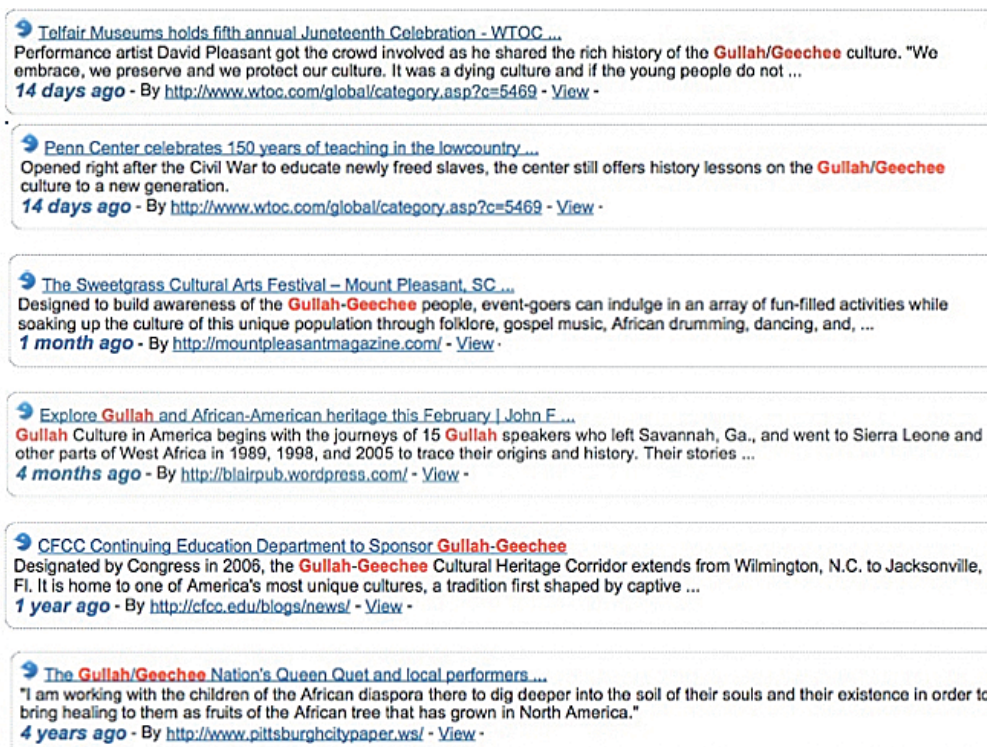 Telfair Museums holds fifth annual Juneteenth Celebration - WTOC ...
Performance artist David Pleasant got the crowd involved as he shared the rich history of the Gullah/Geechee culture. "We
embrace, we preserve and we protect our culture. It was a dying culture and if the young people do not ...
14 days ago - By http://www.wtoc.com/global/category.asp?c=5469 - View -
Penn Center celebrates 150 years of teaching in the lowcountry ...
Opened right after the Civil War to educate newly freed slaves, the center still offers history lessons on the Gullah/Geechee
culture to a new generation.
14 days ago - By http://www.wtoc.com/global/category.asp?c=5469 - View -
The Sweetgrass Cultural Arts Festival – Mount Pleasant, SC ...
Designed to build awareness of the Gullah-Geechee people, event-goers can indulge in an array of fun-filled activities while
soaking up the culture of this unique population through folklore, gospel music, African drumming, dancing, and, ...
1 month ago - By http://mountpleasantmagazine.com/ - View -
Explore Gullah and African-American heritage this February | John F ...
Gullah Culture in America begins with the journeys of 15 Gullah speakers who left Savannah, Ga., and went to Sierra Leone and
other parts of West Africa in 1989, 1998, and 2005 to trace their origins and history. Their stories ...
4 months ago - By http://blairpub.wordpress.com/ - View -
CFCC Continuing Education Department to Sponsor Gullah-Geechee
Designated by Congress in 2006, the Gullah-Geechee Cultural Heritage Corridor extends from Wilmington, N.C. to Jacksonville,
Fl. It is home to one of America's most unique cultures, a tradition first shaped by captive ...
1 year ago - By http://cfcc.edu/blogs/news/ - View -
The Gullah/Geechee Nation's Queen Quet and local performers ...
"I am working with the children of the African diaspora there to dig deeper into the soil of their souls and their existence in order to
bring healing to them as fruits of the African tree that has grown in North America."
4 years ago - By http://www.pittsburghcitypaper.ws/ - View -